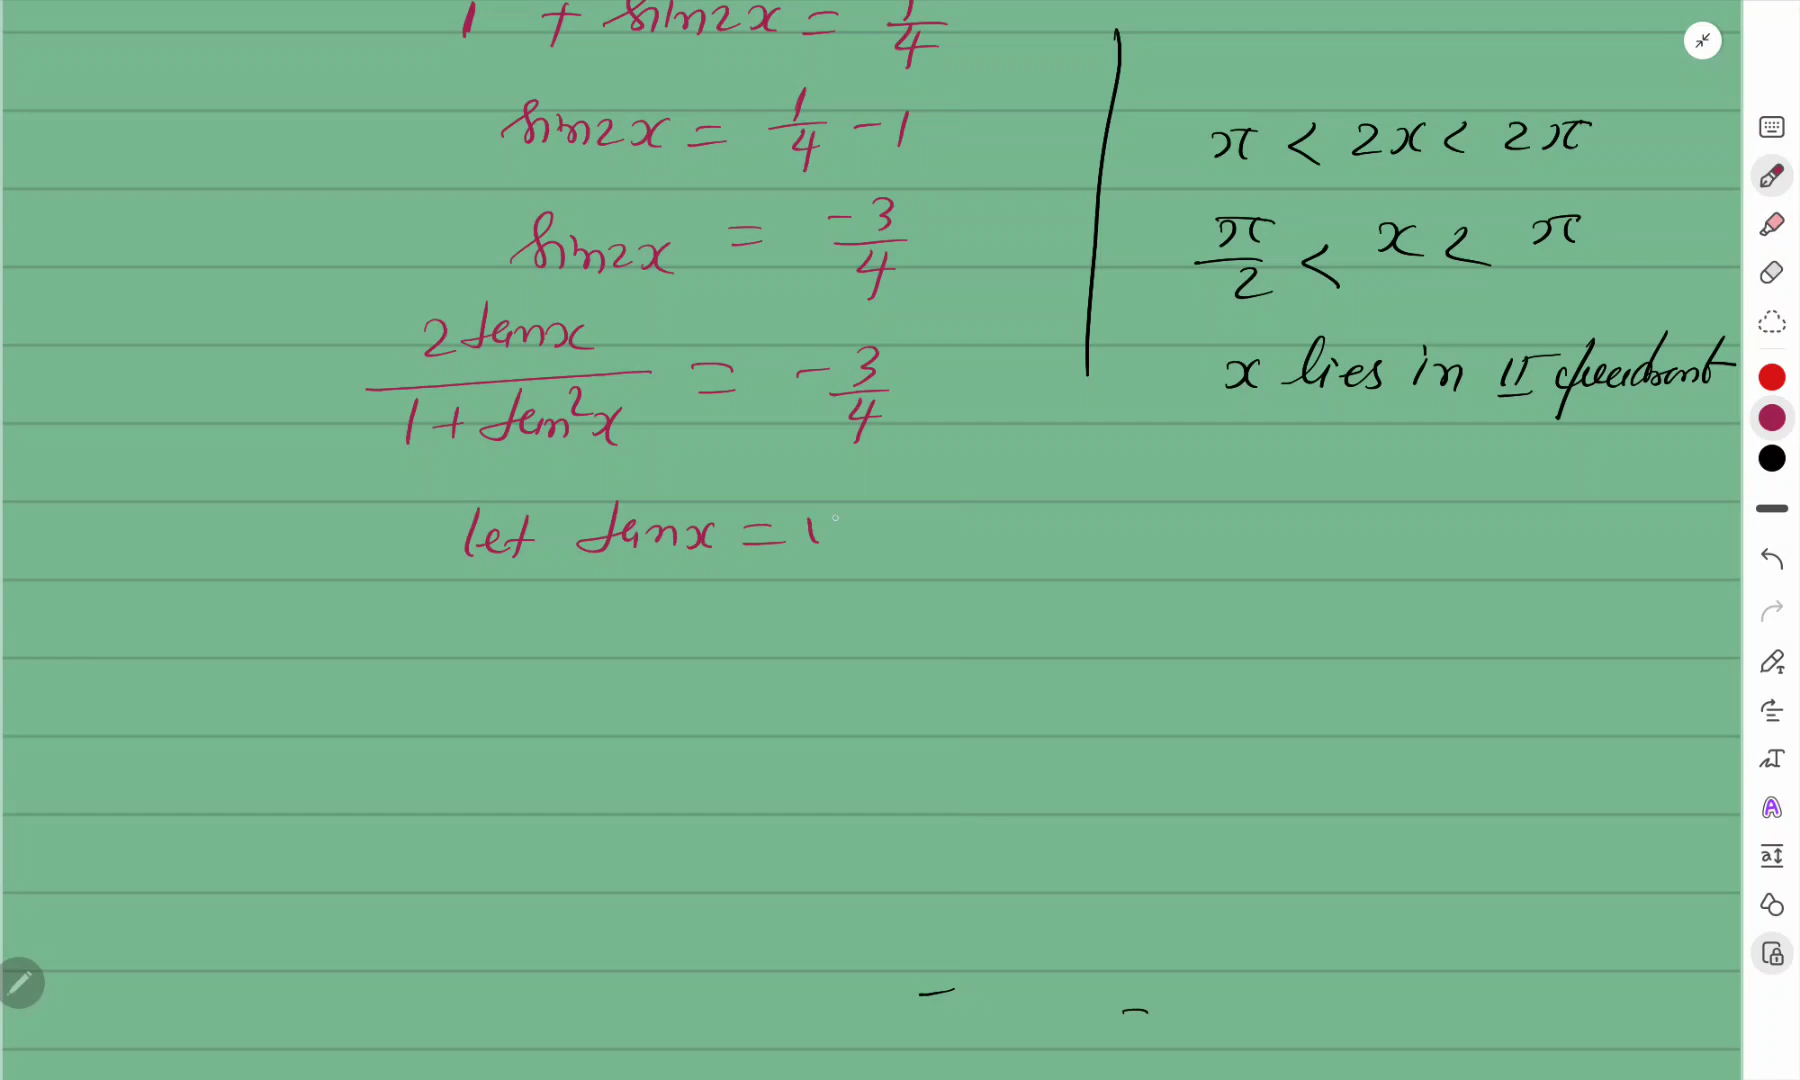 1 + sin2x = 1/4
sin2x = 1/4 - 1
sin2x = -3/4
2tanx / 1 + tan²x = -3/4
let tanx = 1
π < 2x < 2π
π/2 < x < π
x lies in II quadrant